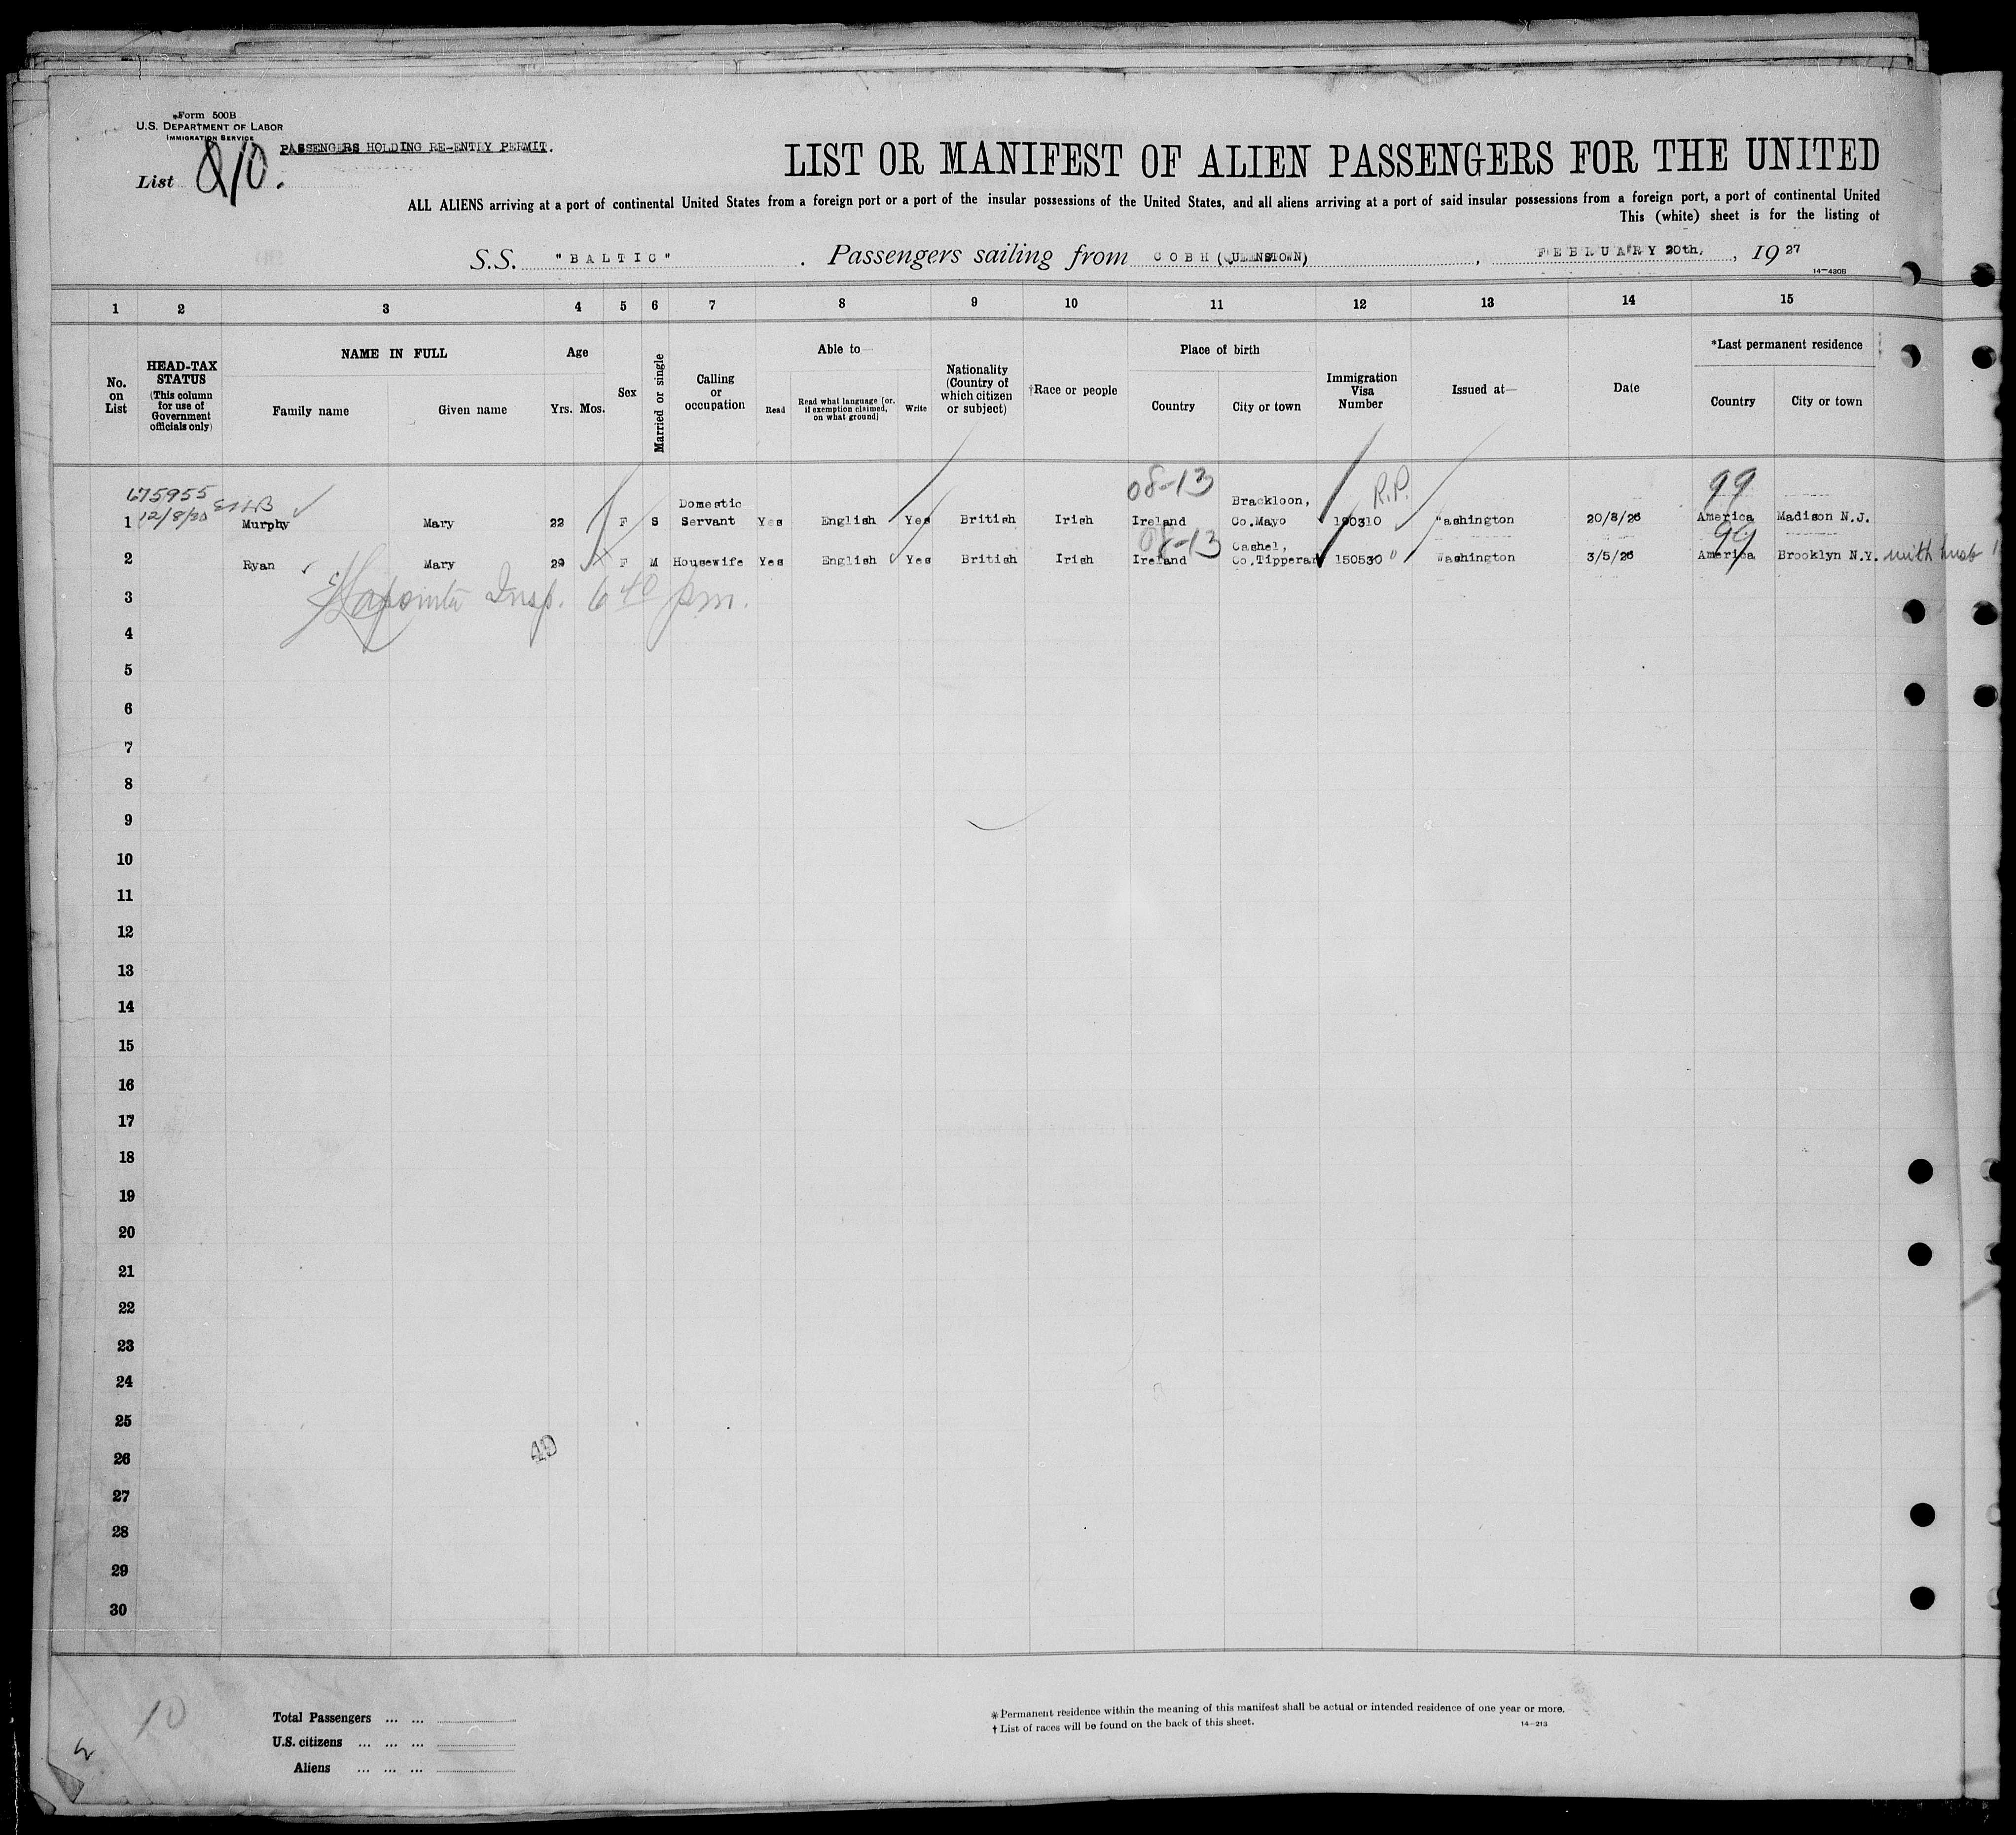 *Form 500B
U.S. DEPARTMENT OF LABOR
IMMIGRATION SERVICE
PASSENGERS HOLDING RE-ENTRY PERMIT.
List 10.
LIST OR MANIFEST OF ALIEN PASSENGERS FOR THE UNITED
ALL ALIENS arriving at a port of continental United States from a foreign port or a port of the insular possessions of the United States, and all aliens arriving at a port of said insular possessions from a foreign port, a port of continental United
This (white) sheet is for the listing of
S.S. "BALTIC" . Passengers sailing from COBH (QUEENSTOWN) , FEBRUARY 20th, , 1927
14—430B
1 2 3 4 5 6 7 8 9 10 11 12 13 14 15
No. on List
HEAD-TAX STATUS (This column for use of Government officials only)
NAME IN FULL
Family name Given name
Age
Yrs. Mos.
Sex
Married or single
Calling or occupation
Able to—
Read Read what language [or, if exemption claimed, on what ground] Write
Nationality (Country of which citizen or subject)
†Race or people
Place of birth
Country City or town
Immigration Visa Number
Issued at—
Date
*Last permanent residence
Country City or town
675955 08-13 R.P. 99
12/8/30
1 Murphy Mary 22 F S Domestic Servant Yes English Yes British Irish Ireland Brackloon, Co.Mayo 190310 Washington 20/8/26 America Madison N.J.
08-13 99
2 Ryan Mary 29 F M Housewife Yes English Yes British Irish Ireland Cashel, Co.Tipperar 150530 " Washington 3/5/26 America Brooklyn N.Y. with husb
3 Insp. 6 40 p.m.
4
5
6
7
8
9
10
11
12
13
14
15
16
17
18
19
20
21
22
23
24
25
26
27
28
29
30
40
10
Total Passengers ... ...
U.S. citizens ... ... ...
Aliens ... ... ...
*Permanent residence within the meaning of this manifest shall be actual or intended residence of one year or more.
†List of races will be found on the back of this sheet.
14—213